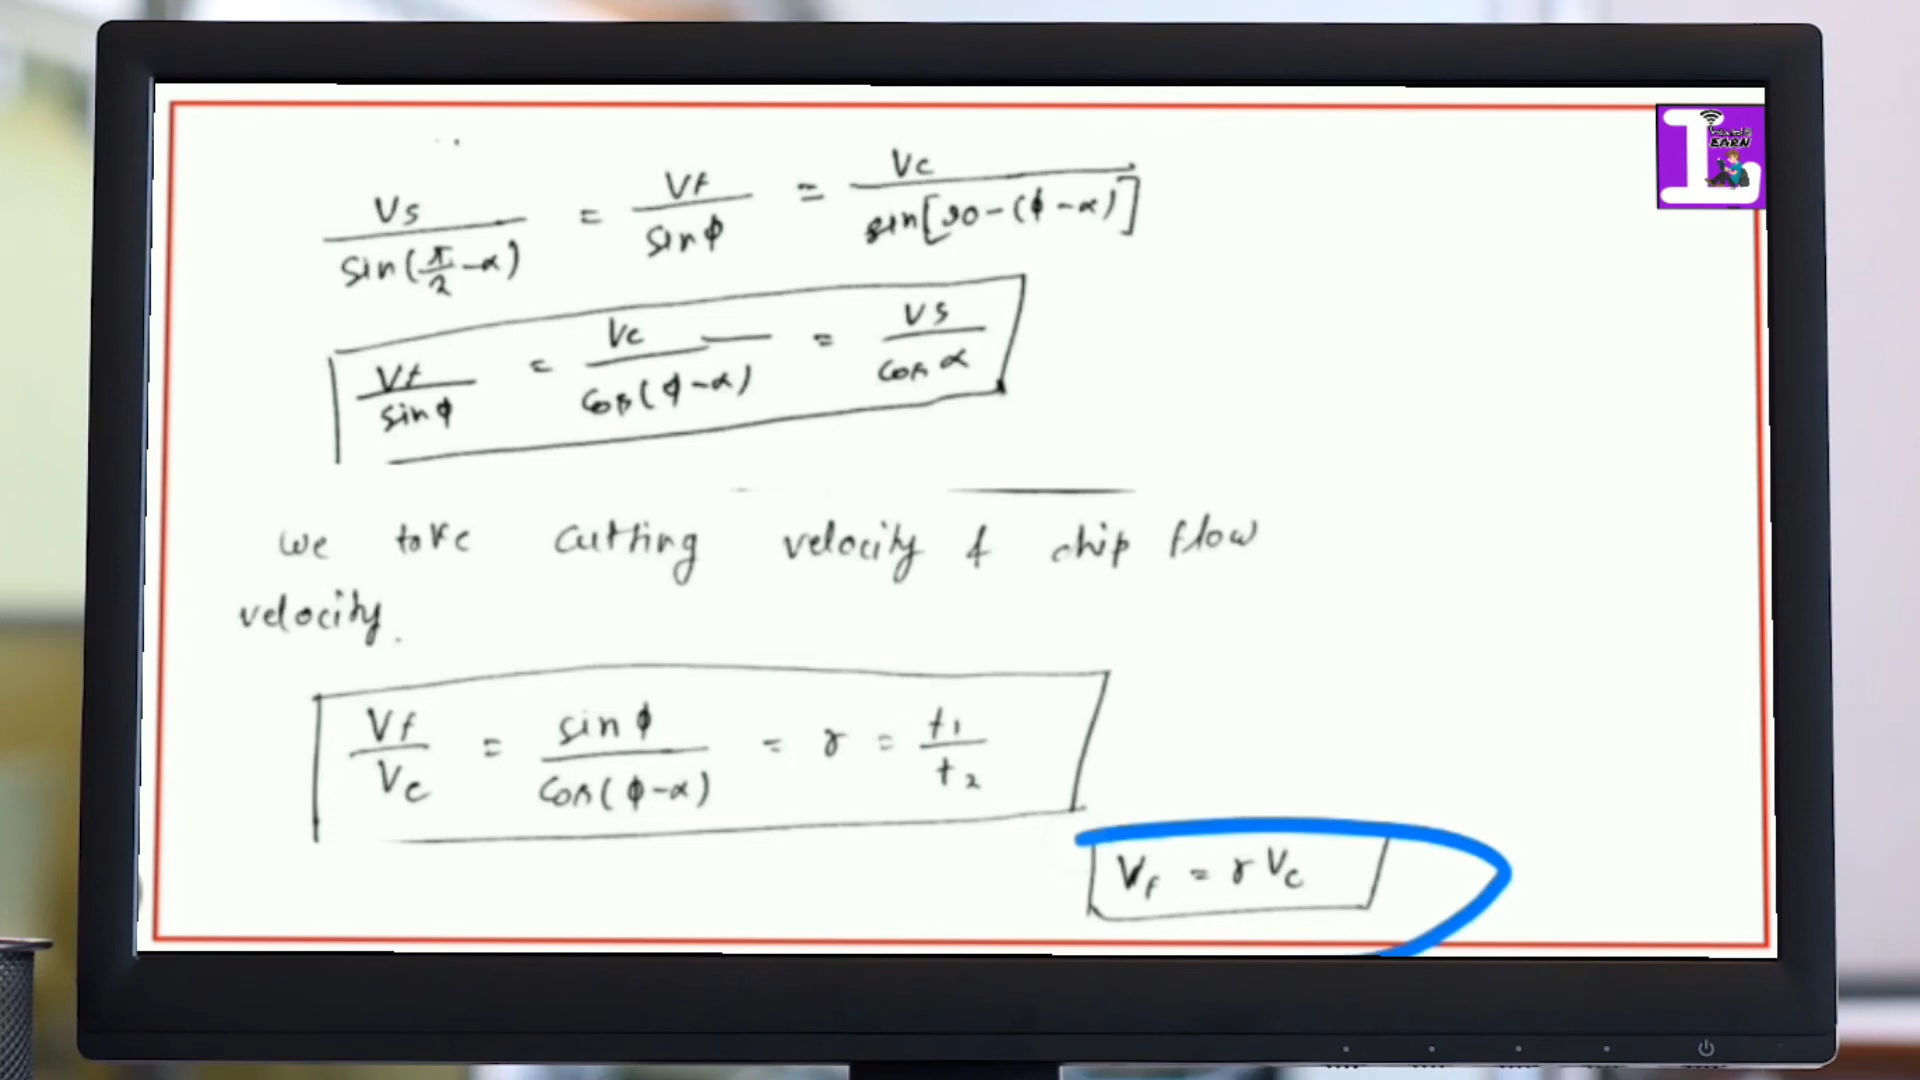 Vs/sin(π/2-α) = Vf/sinϕ = Vc/sin[90-(ϕ-α)]
Vf/sinϕ = Vc/cos(ϕ-α) = Vs/cos α
we take cutting velocity & chip flow
velocity.
Vf/Vc = sinϕ/cos(ϕ-α) = r = t1/t2
Vf = r Vc
L
EARN